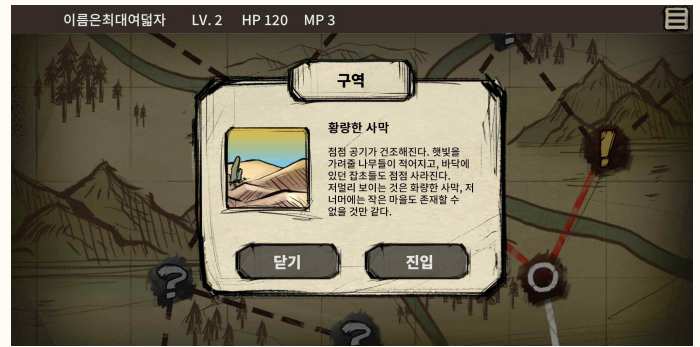 이름은최대여덟자 LV. 2 HP 120 MP 3
구역
황량한 사막
점점 공기가 건조해진다. 햇빛을
가려줄 나무들이 적어지고, 바닥에
있던 잡초들도 점점 사라진다.
저멀리 보이는 것은 화량한 사막, 저
너머에는 작은 마을도 존재할 수
없을 것만 같다.
닫기 진입
!
?
?